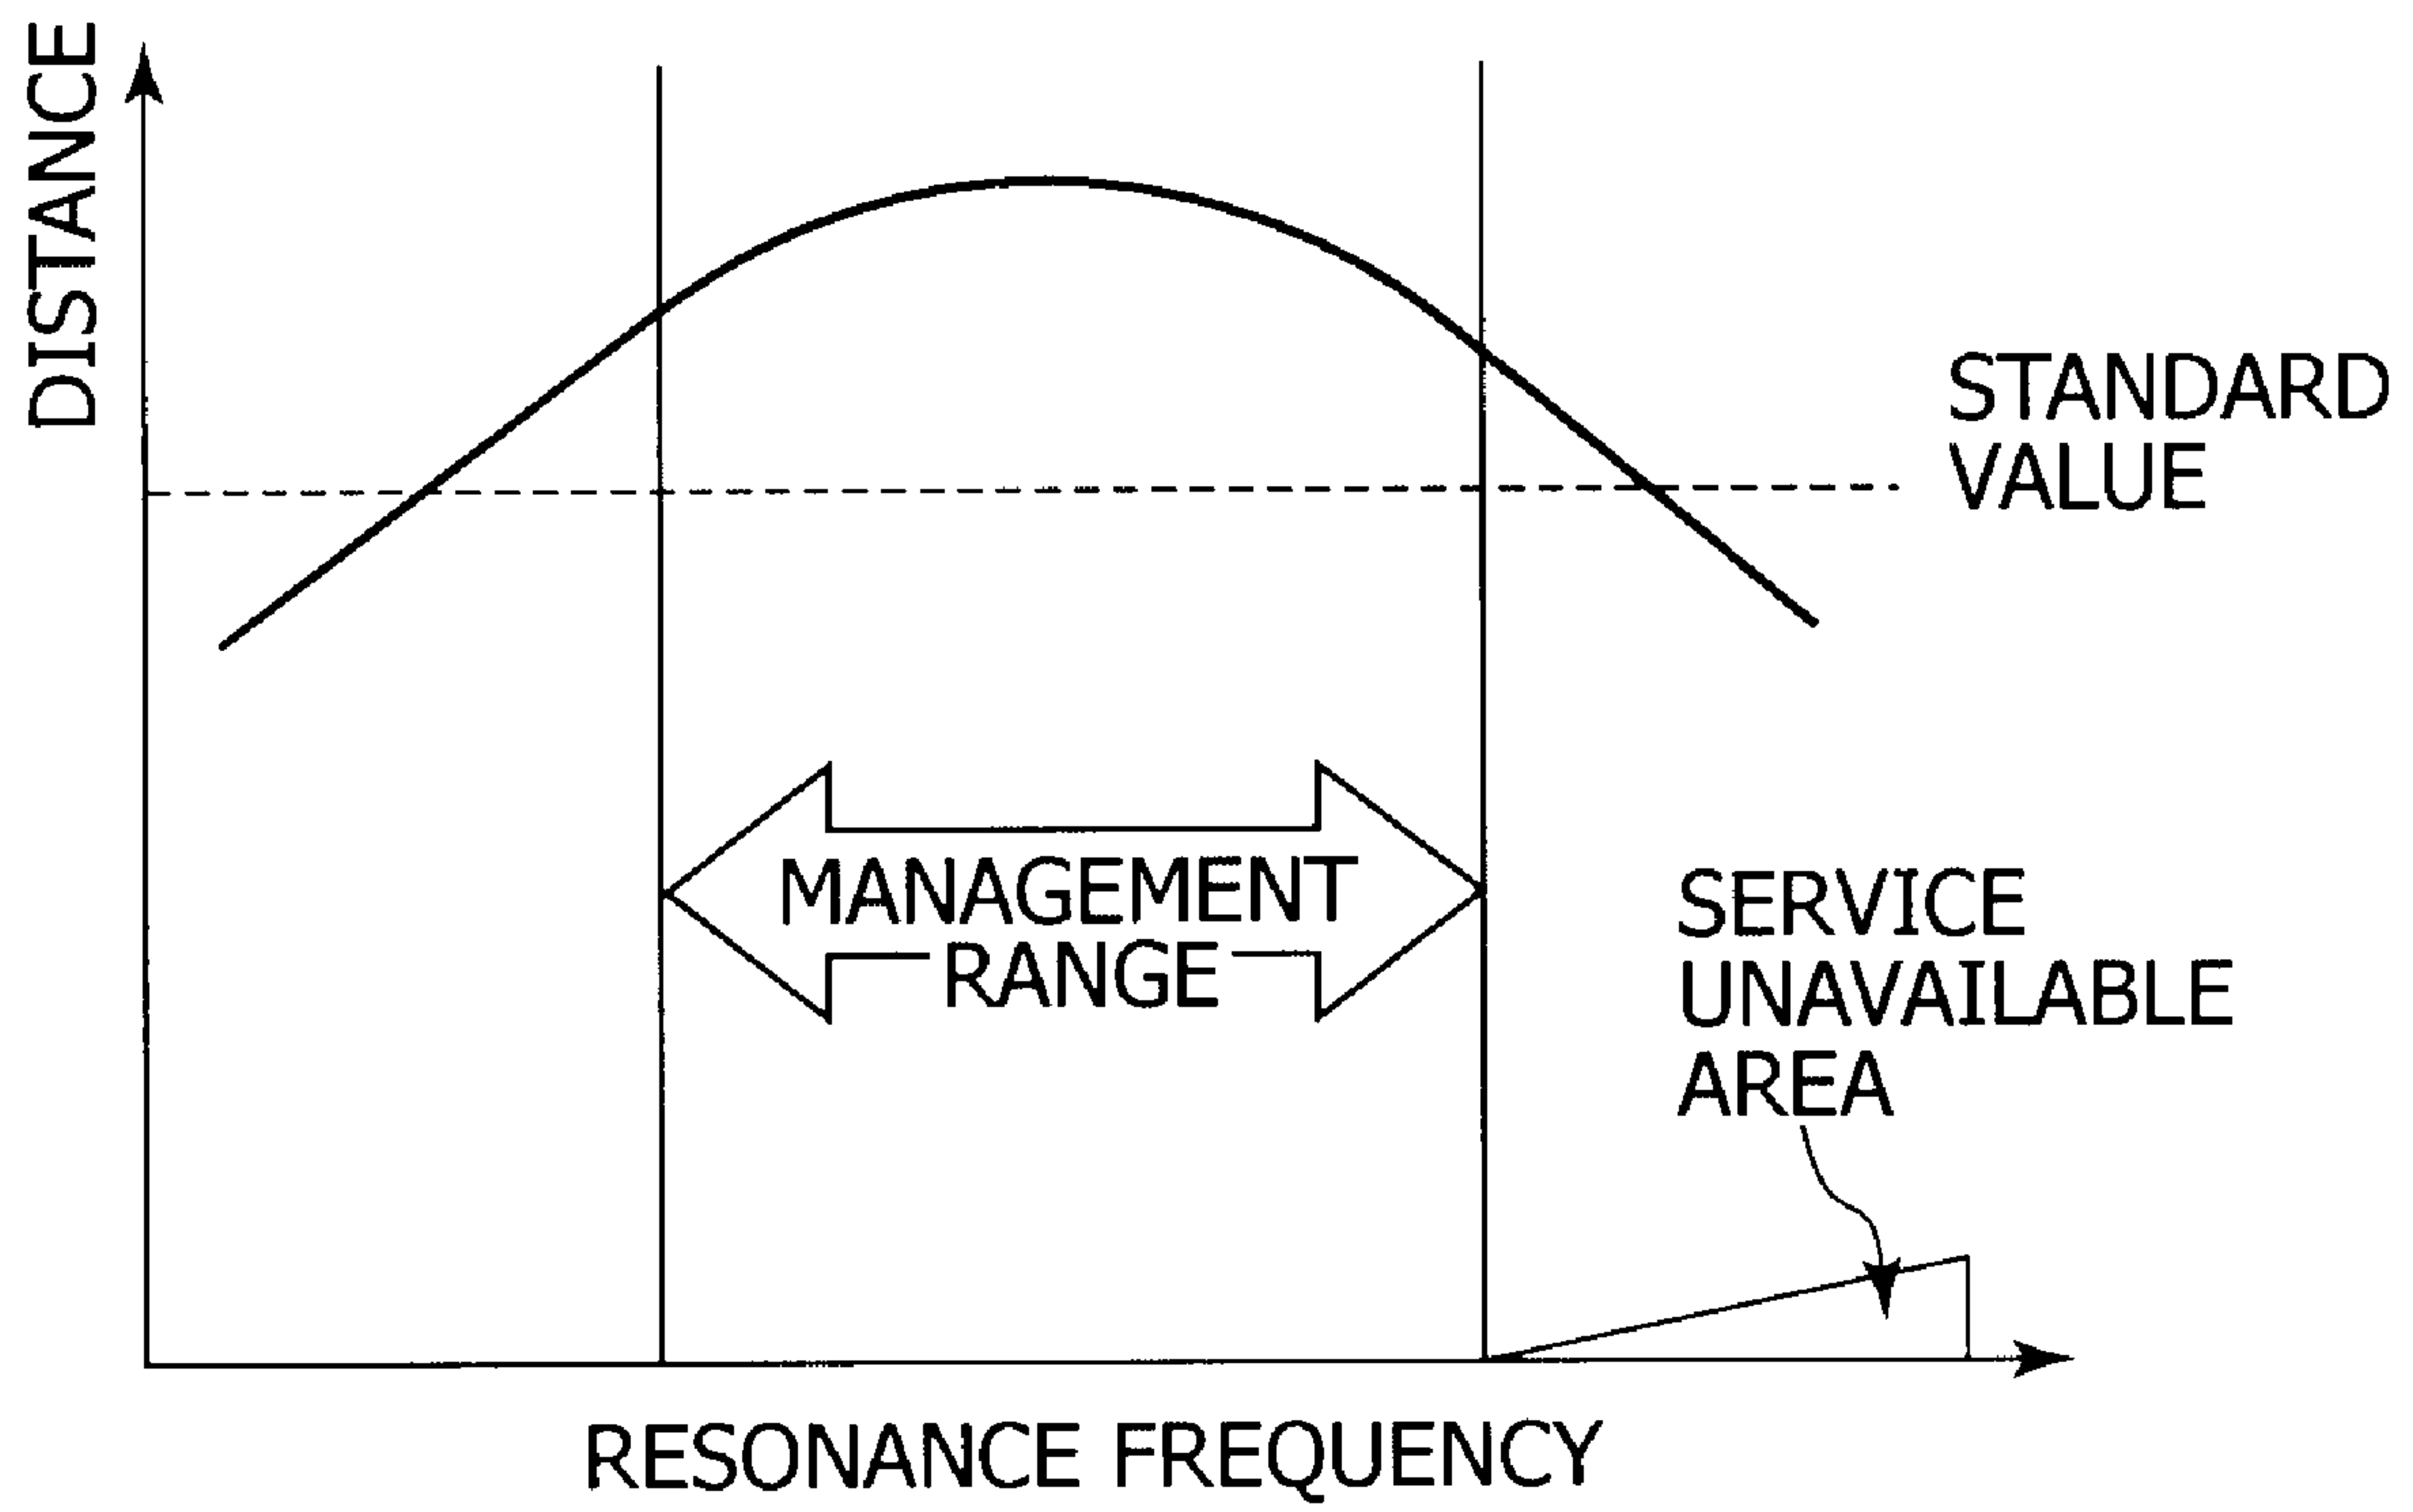 DISTANCE
STANDARD
VALUE
MANAGEMENT
RANGE
SERVICE
UNAVAILABLE
AREA
RESONANCE FREQUENCY